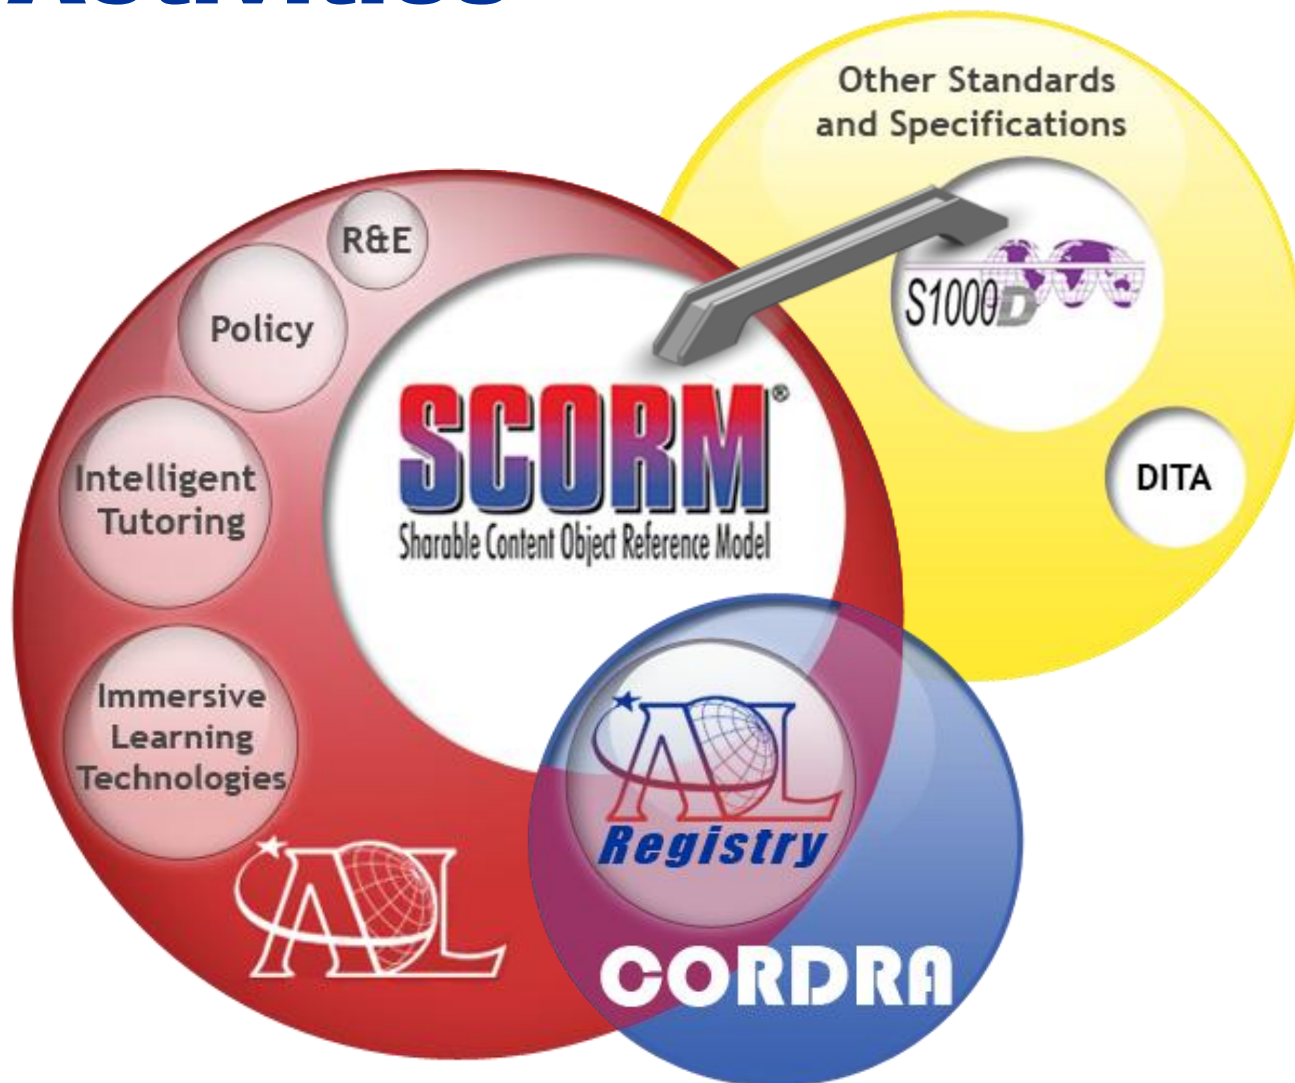 Activities
Other Standards
and Specifications
R&E
Policy
S1000D
SCORM®
Sharable Content Object Reference Model
DITA
Intelligent
Tutoring
Immersive
Learning
Technologies
ADL
Registry
ADL
CORDRA